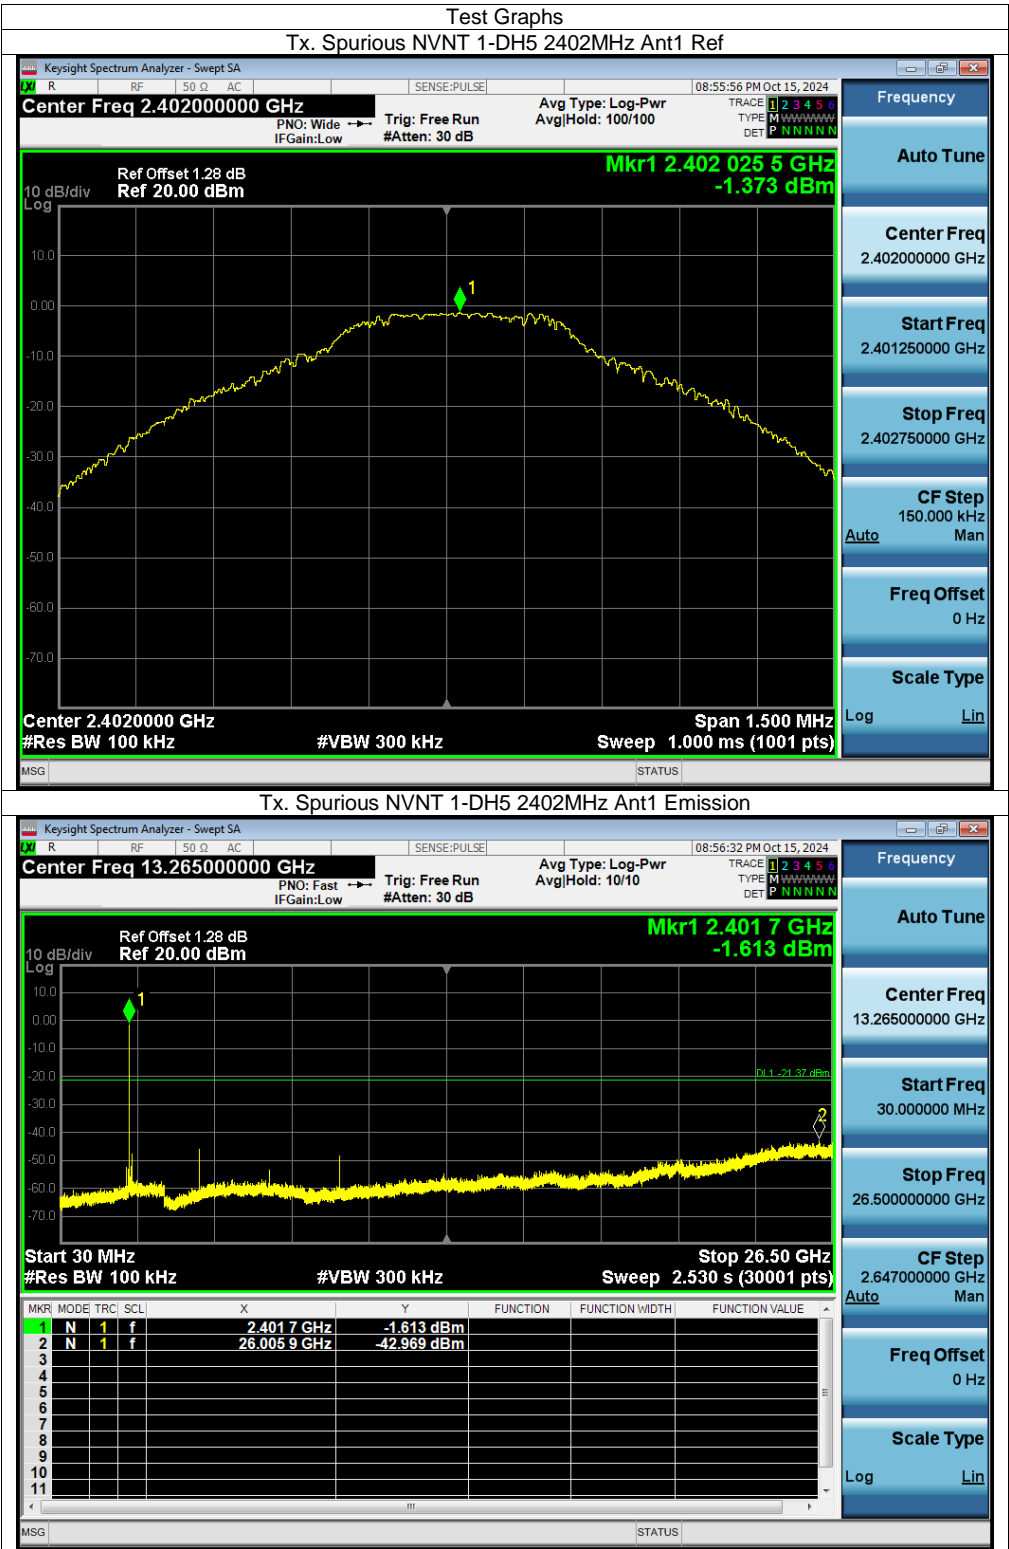 Test Graphs
Tx. Spurious NVNT 1-DH5 2402MHz Ant1 Ref
Keysight Spectrum Analyzer - Swept SA
LXI R RF 50 Ω AC SENSE:PULSE 08:55:56 PM Oct 15, 2024
Center Freq 2.402000000 GHz
PNO: Wide
IFGain:Low
Trig: Free Run
#Atten: 30 dB
Avg Type: Log-Pwr
Avg|Hold: 100/100
TRACE 1 2 3 4 5 6
TYPE M WWWWW
DET P N N N N N
Frequency
Mkr1 2.402 025 5 GHz
-1.373 dBm
Ref Offset 1.28 dB
10 dB/div Ref 20.00 dBm
Log
10.0
0.00
-10.0
-20.0
-30.0
-40.0
-50.0
-60.0
-70.0
1
Center 2.4020000 GHz Span 1.500 MHz
#Res BW 100 kHz #VBW 300 kHz Sweep 1.000 ms (1001 pts)
Auto Tune
Center Freq
2.402000000 GHz
Start Freq
2.401250000 GHz
Stop Freq
2.402750000 GHz
CF Step
150.000 kHz
Auto Man
Freq Offset
0 Hz
Scale Type
Log Lin
MSG STATUS
Tx. Spurious NVNT 1-DH5 2402MHz Ant1 Emission
Keysight Spectrum Analyzer - Swept SA
LXI R RF 50 Ω AC SENSE:PULSE 08:56:32 PM Oct 15, 2024
Center Freq 13.265000000 GHz
PNO: Fast
IFGain:Low
Trig: Free Run
#Atten: 30 dB
Avg Type: Log-Pwr
Avg|Hold: 10/10
TRACE 1 2 3 4 5 6
TYPE M WWWWW
DET P N N N N N
Frequency
Mkr1 2.401 7 GHz
-1.613 dBm
Ref Offset 1.28 dB
10 dB/div Ref 20.00 dBm
Log
10.0
0.00
-10.0
-20.0
-30.0
-40.0
-50.0
-60.0
-70.0
1
DL1 -21.37 dBm
2
Start 30 MHz Stop 26.50 GHz
#Res BW 100 kHz #VBW 300 kHz Sweep 2.530 s (30001 pts)
MKR MODE TRC SCL X Y FUNCTION FUNCTION WIDTH FUNCTION VALUE
1 N 1 f 2.401 7 GHz -1.613 dBm
2 N 1 f 26.005 9 GHz -42.969 dBm
3
4
5
6
7
8
9
10
11
Auto Tune
Center Freq
13.265000000 GHz
Start Freq
30.000000 MHz
Stop Freq
26.500000000 GHz
CF Step
2.647000000 GHz
Auto Man
Freq Offset
0 Hz
Scale Type
Log Lin
MSG STATUS